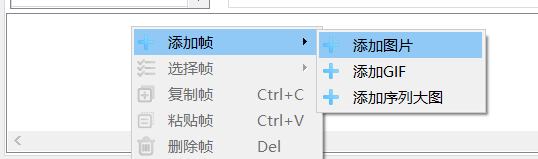 添加帧
选择帧
复制帧 Ctrl+C
粘贴帧 Ctrl+V
删除帧 Del
添加图片
添加GIF
添加序列大图